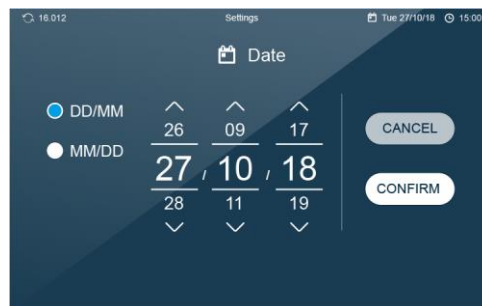 16.012 Settings Tue 27/10/18 15:00
Date
DD/MM
MM/DD
26 09 17
27 / 10 / 18
28 11 19
CANCEL
CONFIRM